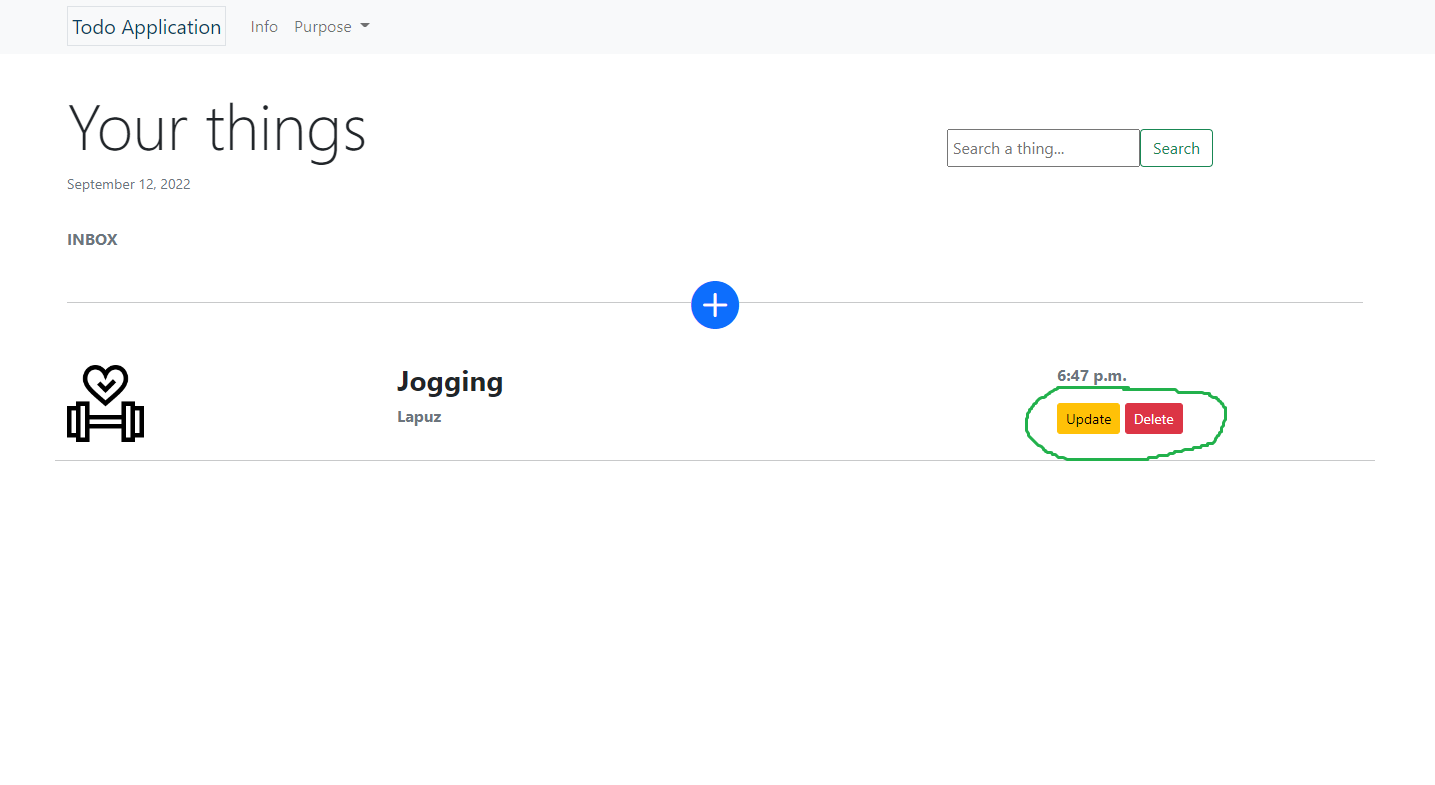 Todo Application Info Purpose
Your things
Search a thing... Search
September 12, 2022
INBOX
Jogging
6:47 p.m.
Lapuz
Update Delete